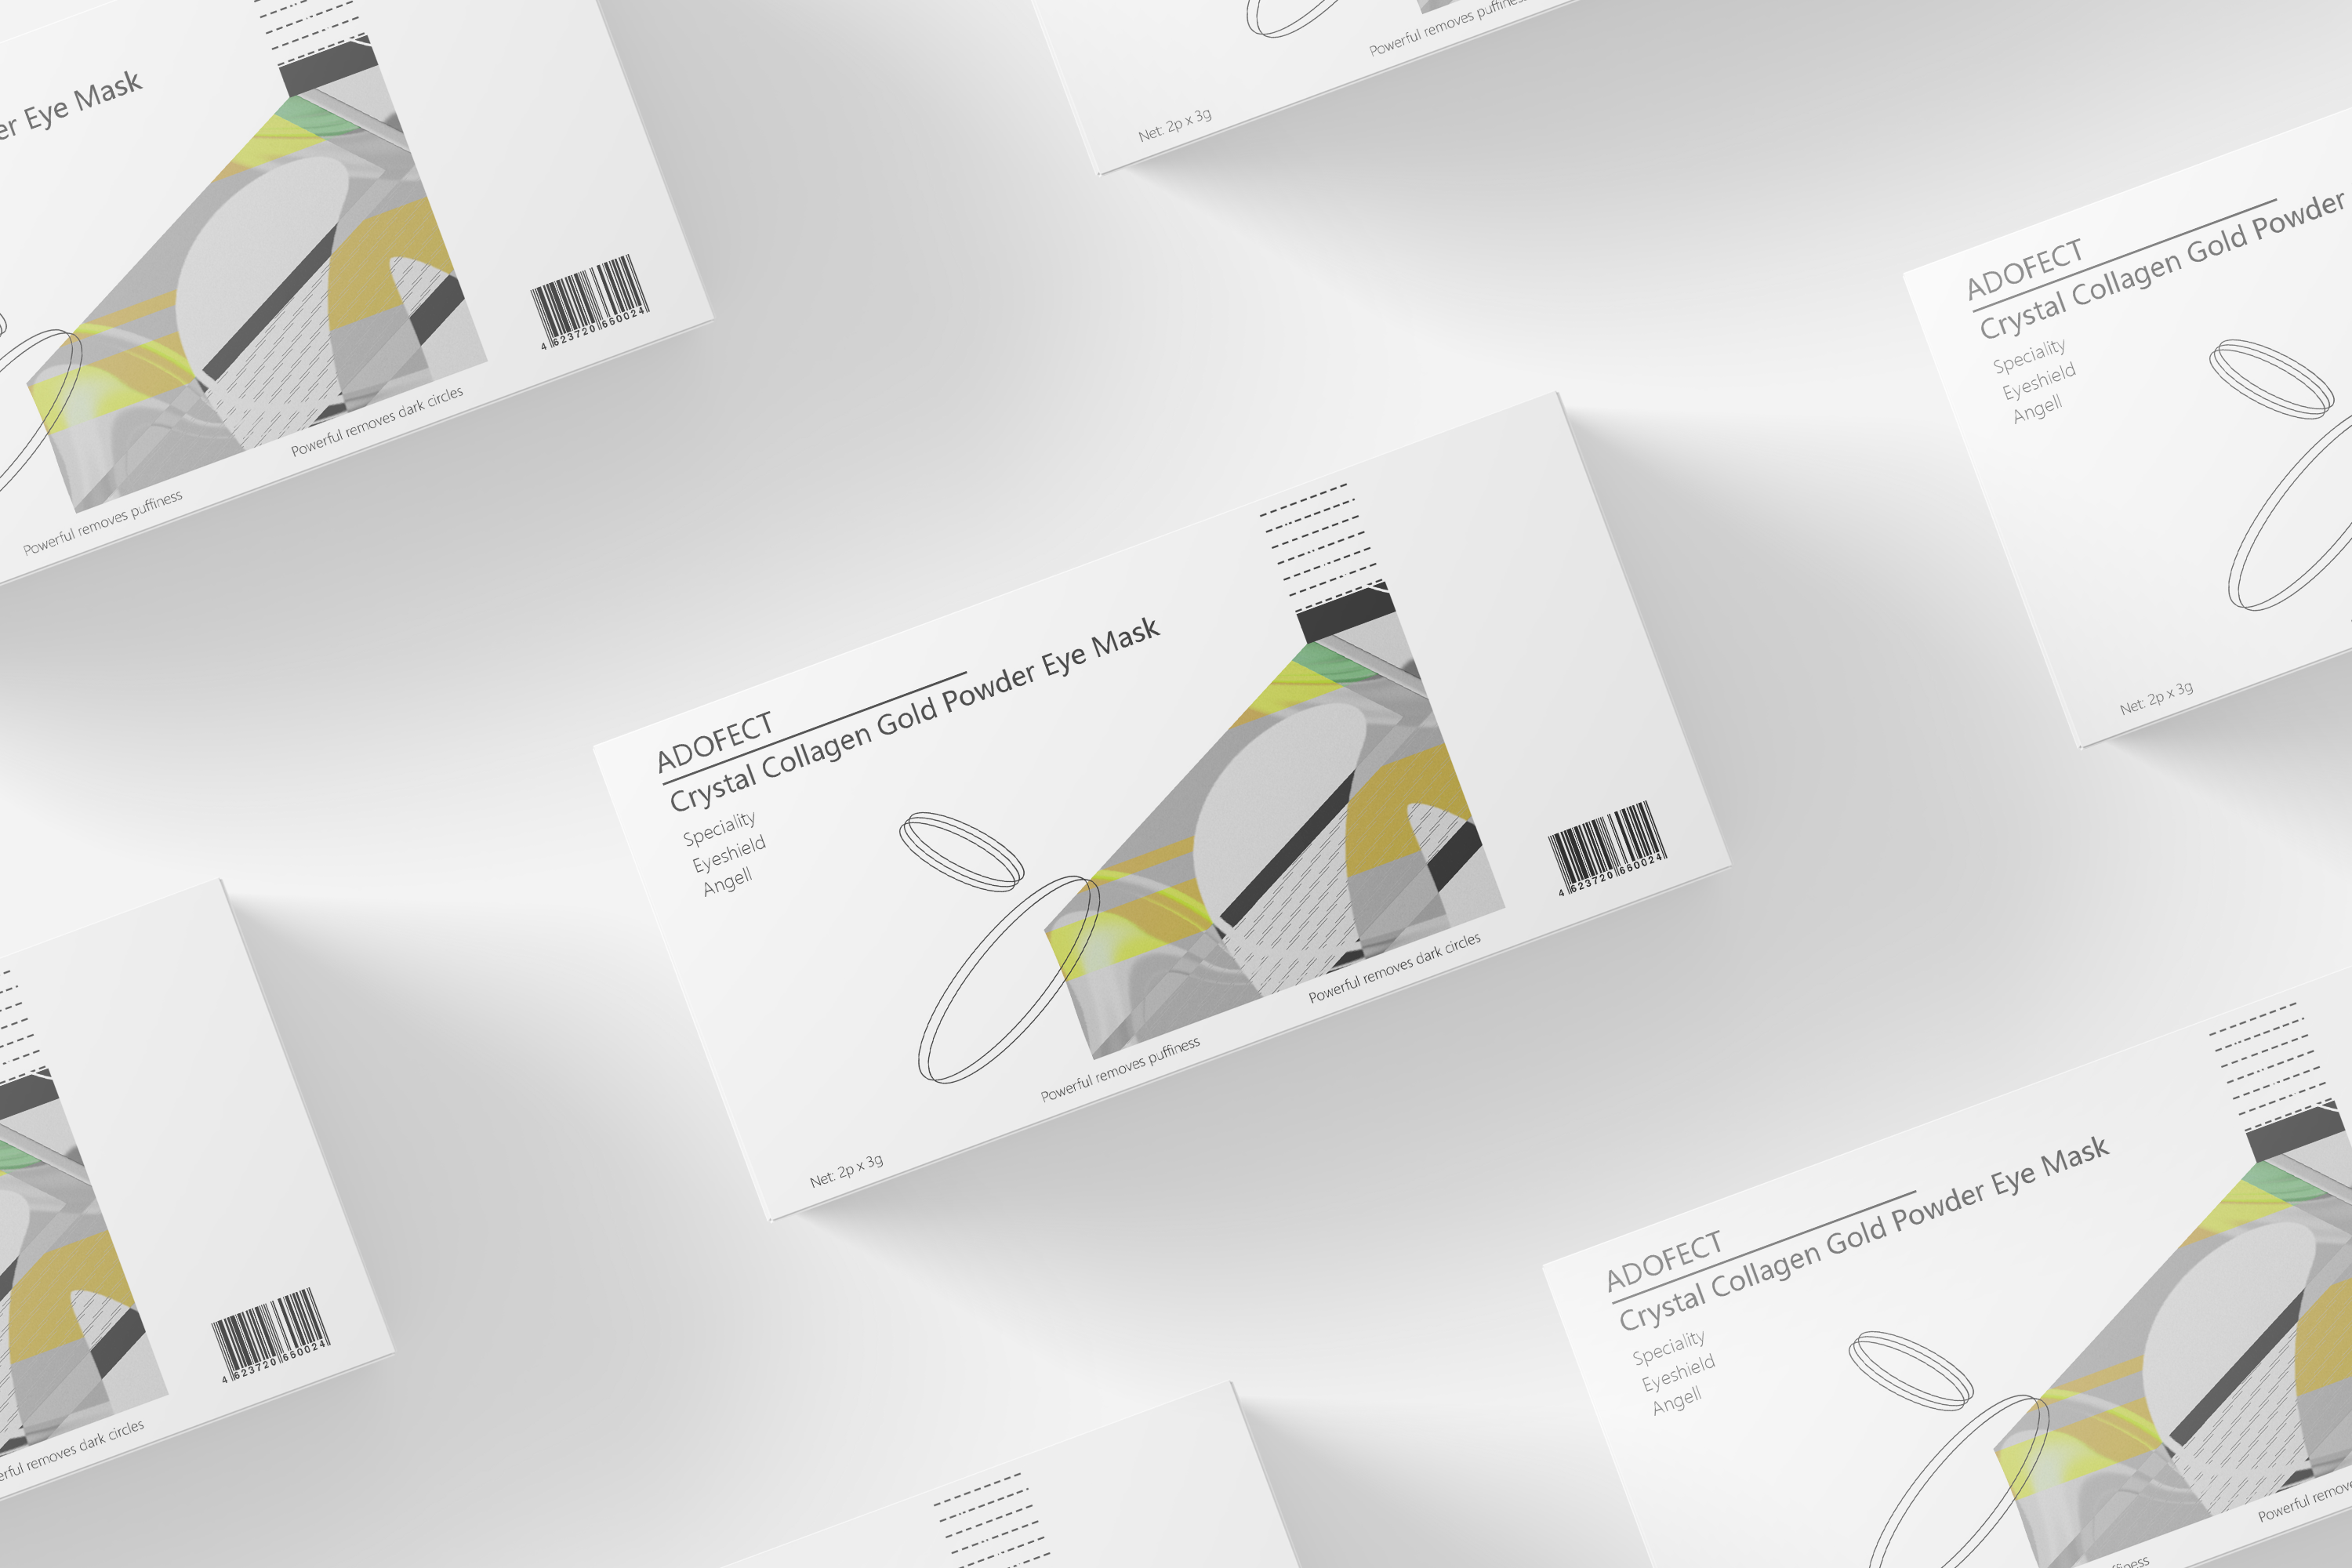 er Eye Mask
Powerful removes puffiness
Powerful removes dark circles
4 623720 660024
Powerful removes puffiness
Net: 2p x 3g
ADOFECT
Crystal Collagen Gold Powder
Speciality
Eyeshield
Angell
Net: 2p x 3g
ADOFECT
Crystal Collagen Gold Powder Eye Mask
Speciality
Eyeshield
Angell
Powerful removes puffiness
Powerful removes dark circles
Net: 2p x 3g
4 623720 660024
removes dark circles
4 623720 660024
ADOFECT
Crystal Collagen Gold Powder Eye Mask
Speciality
Eyeshield
Angell
Powerful